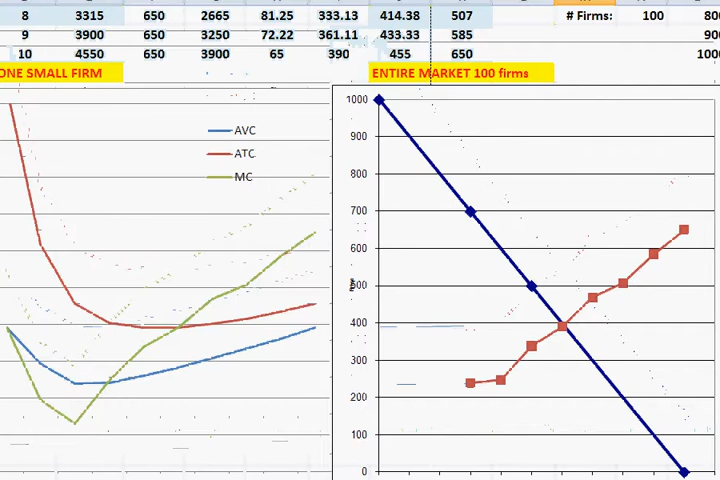 8 3315 650 2665 81.25 333.13 414.38 507 # Firms: 100 800
9 3900 650 3250 72.22 361.11 433.33 585 900
10 4550 650 3900 65 390 455 650 1000
ONE SMALL FIRM ENTIRE MARKET 100 firms
AVC
ATC
MC
1000
900
800
700
600
500
400
300
200
100
0